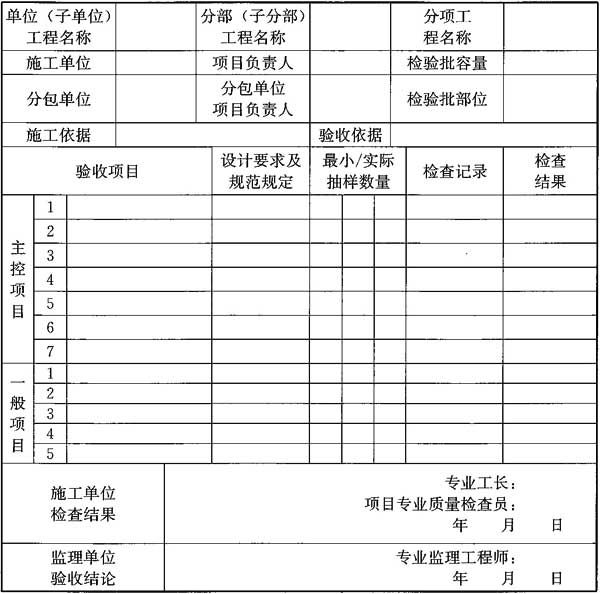 单位（子单位）
工程名称
分部（子分部）
工程名称
分项工
程名称
施工单位
项目负责人
检验批容量
分包单位
分包单位
项目负责人
检验批部位
施工依据
验收依据
验收项目
设计要求及
规范规定
最小/实际
抽样数量
检查记录
检查
结果
主控项目
1
2
3
4
5
6
7
一般项目
1
2
3
4
5
施工单位
检查结果
专业工长：
项目专业质量检查员：
年 月 日
监理单位
验收结论
专业监理工程师：
年 月 日